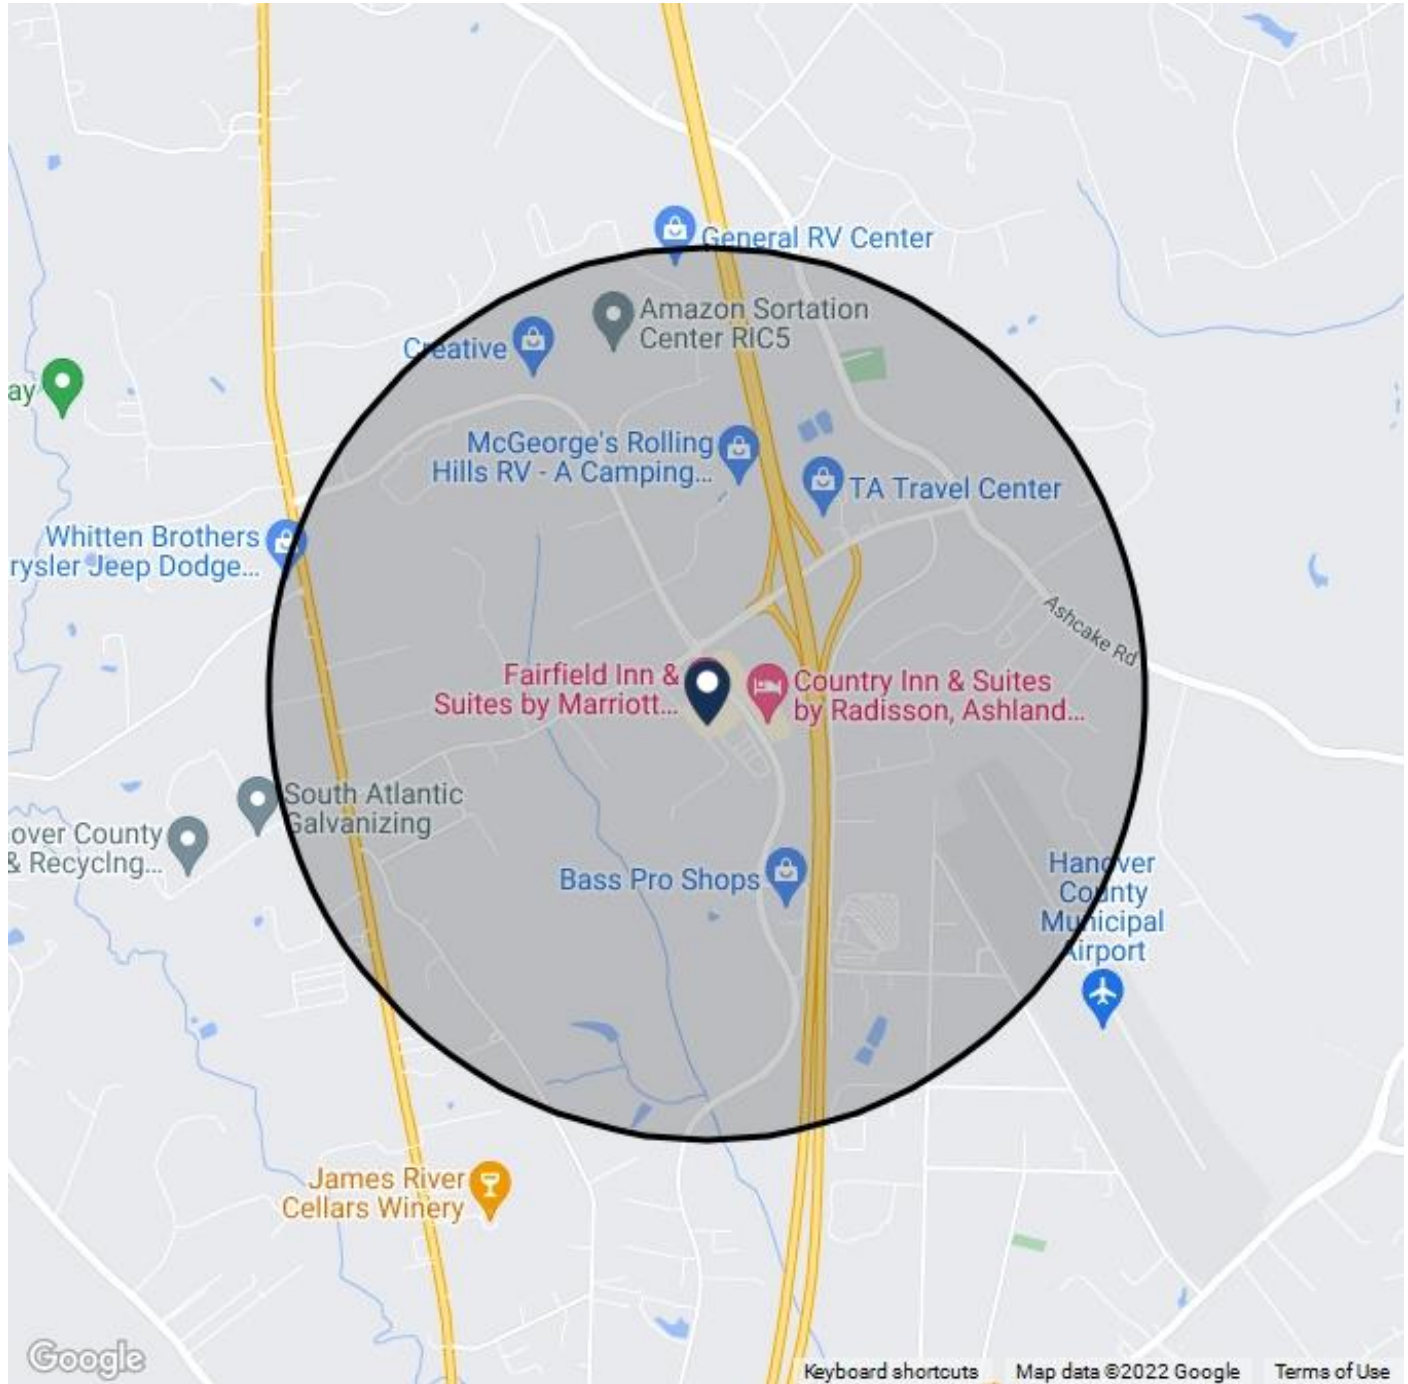 General RV Center
Amazon Sortation
Center RIC5
Creative
ay
McGeorge's Rolling
Hills RV - A Camping...
TA Travel Center
Whitten Brothers
rysler Jeep Dodge...
Ashcake Rd
Fairfield Inn &
Suites by Marriott...
Country Inn & Suites
by Radisson, Ashland...
South Atlantic
Galvanizing
over County
& Recyclng...
Bass Pro Shops
Hanover
County
Municipal
Airport
James River
Cellars Winery
Google
Keyboard shortcuts
Map data ©2022 Google
Terms of Use